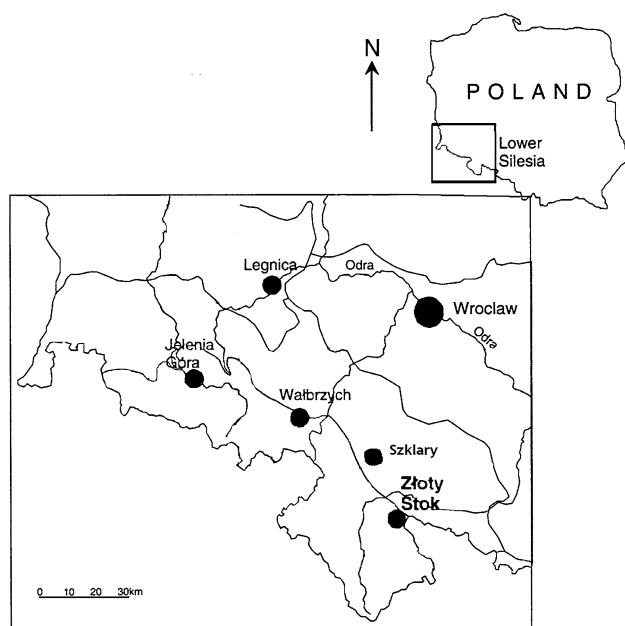 N
POLAND
Lower
Silesia
Legnica
Odra
Wroclaw
Odra
Jelenia
Góra
Wałbrzych
Szklary
Złoty
Stok
0 10 20 30km